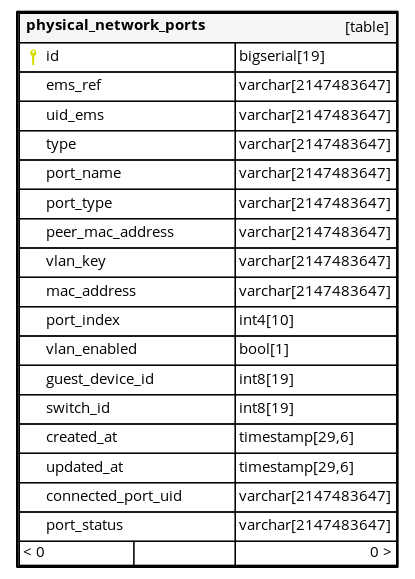 physical_network_ports [table]
id bigserial[19]
ems_ref varchar[2147483647]
uid_ems varchar[2147483647]
type varchar[2147483647]
port_name varchar[2147483647]
port_type varchar[2147483647]
peer_mac_address varchar[2147483647]
vlan_key varchar[2147483647]
mac_address varchar[2147483647]
port_index int4[10]
vlan_enabled bool[1]
guest_device_id int8[19]
switch_id int8[19]
created_at timestamp[29,6]
updated_at timestamp[29,6]
connected_port_uid varchar[2147483647]
port_status varchar[2147483647]
< 0 0 >